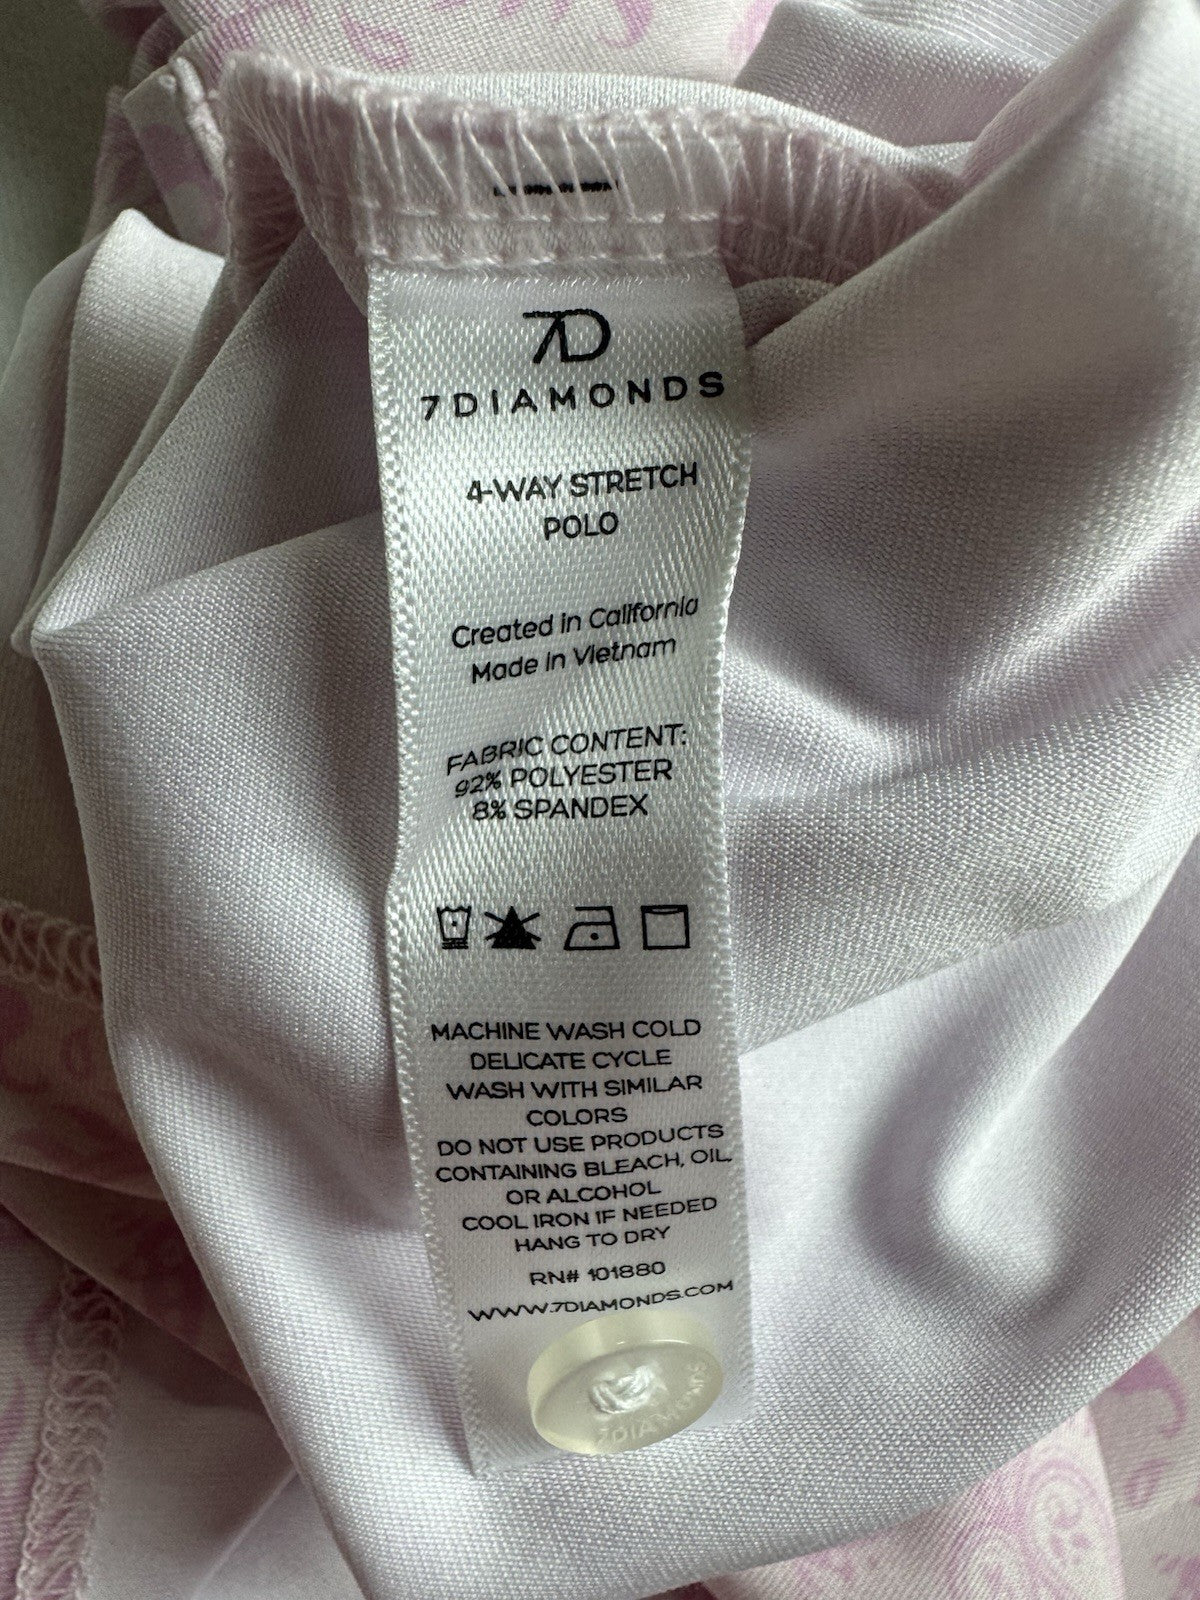 7D
7DIAMONDS
4-WAY STRETCH
POLO
Created in California
Made in Vietnam
FABRIC CONTENT:
92% POLYESTER
8% SPANDEX
MACHINE WASH COLD
DELICATE CYCLE
WASH WITH SIMILAR
COLORS
DO NOT USE PRODUCTS
CONTAINING BLEACH, OIL
OR ALCOHOL
COOL IRON IF NEEDED
HANG TO DRY
RN# 101880
WWW.7DIAMONDS.COM
7DIAMONDS